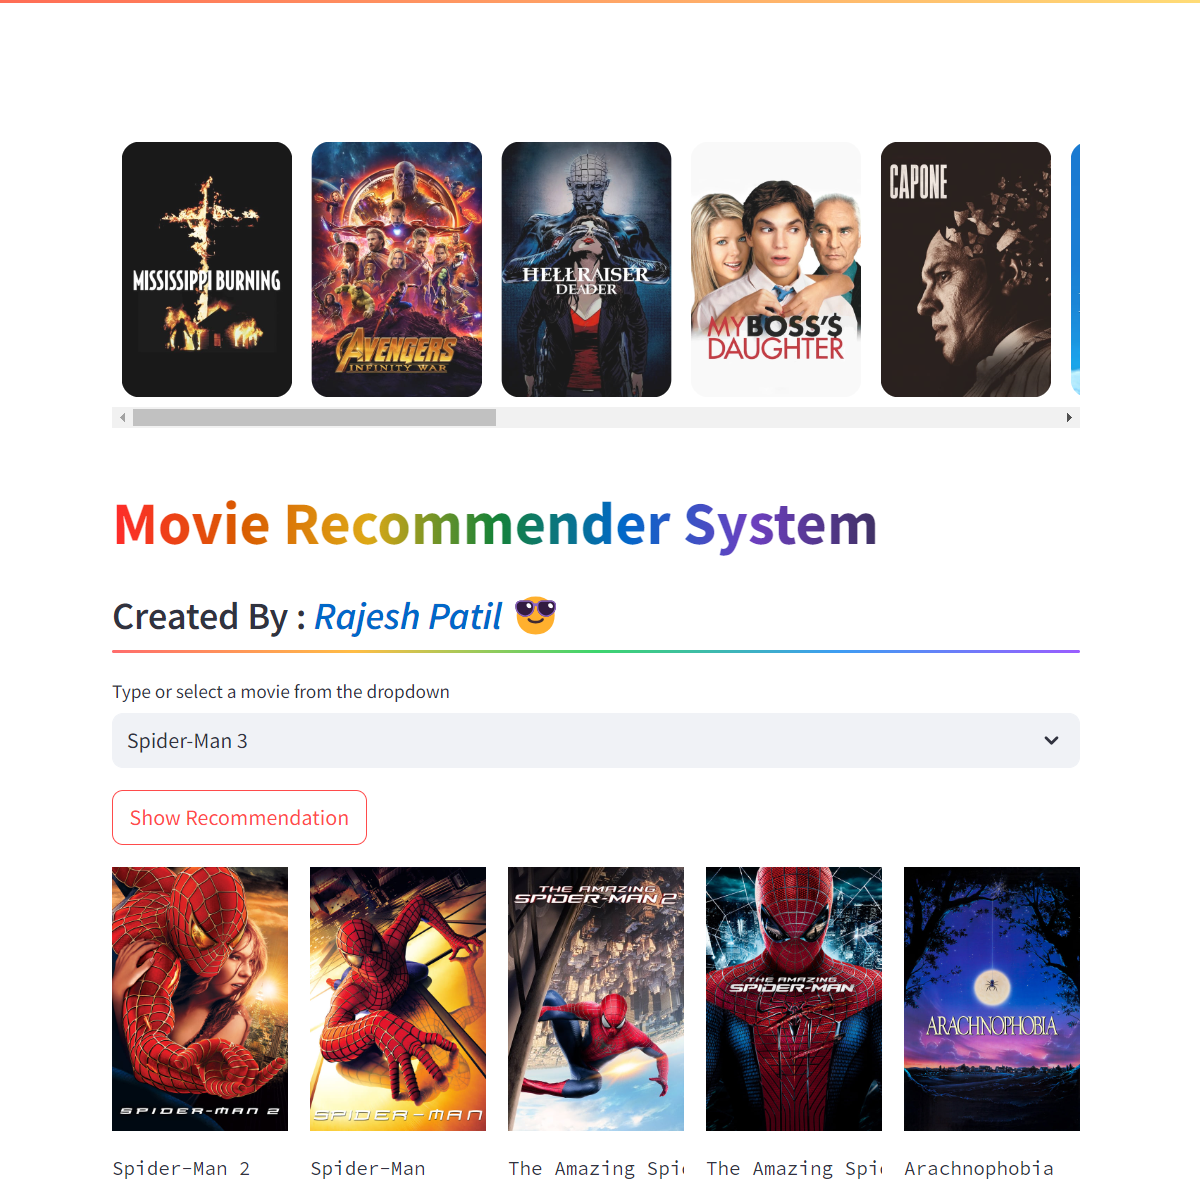 MISSISSIPPI BURNING
AVENGERS
INFINITY WAR
HELLRAISER
DEADER
MY BOSS'$
DAUGHTER
CAPONE
Movie Recommender System
Created By : Rajesh Patil 😎
Type or select a movie from the dropdown
Spider-Man 3
Show Recommendation
SPIDER-MAN 2
SPIDER-MAN
THE AMAZING
SPIDER-MAN 2
THE AMAZING
SPIDER-MAN
ARACHNOPHOBIA
Spider-Man 2
Spider-Man
The Amazing Spi
The Amazing Spi
Arachnophobia